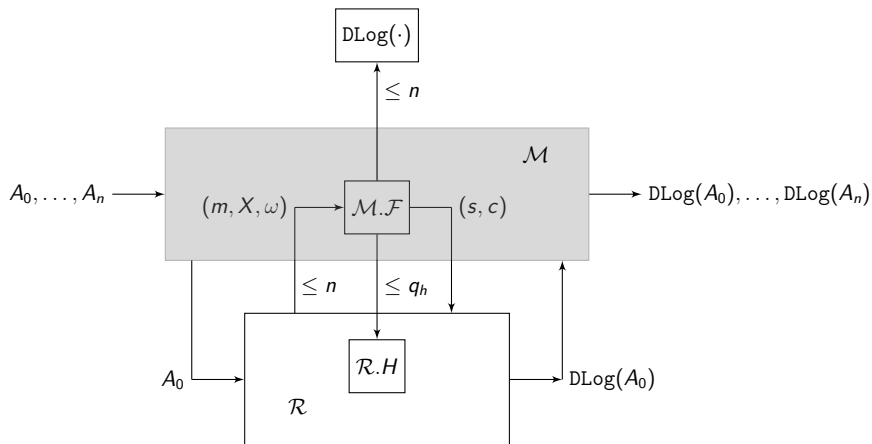 DLog(·)
≤ n
ℳ
A₀, . . . , Aₙ
DLog(A₀), . . . , DLog(Aₙ)
(m, X, ω)
ℳ.ℱ
(s, c)
≤ n
≤ qₕ
A₀
ℛ.H
DLog(A₀)
ℛ